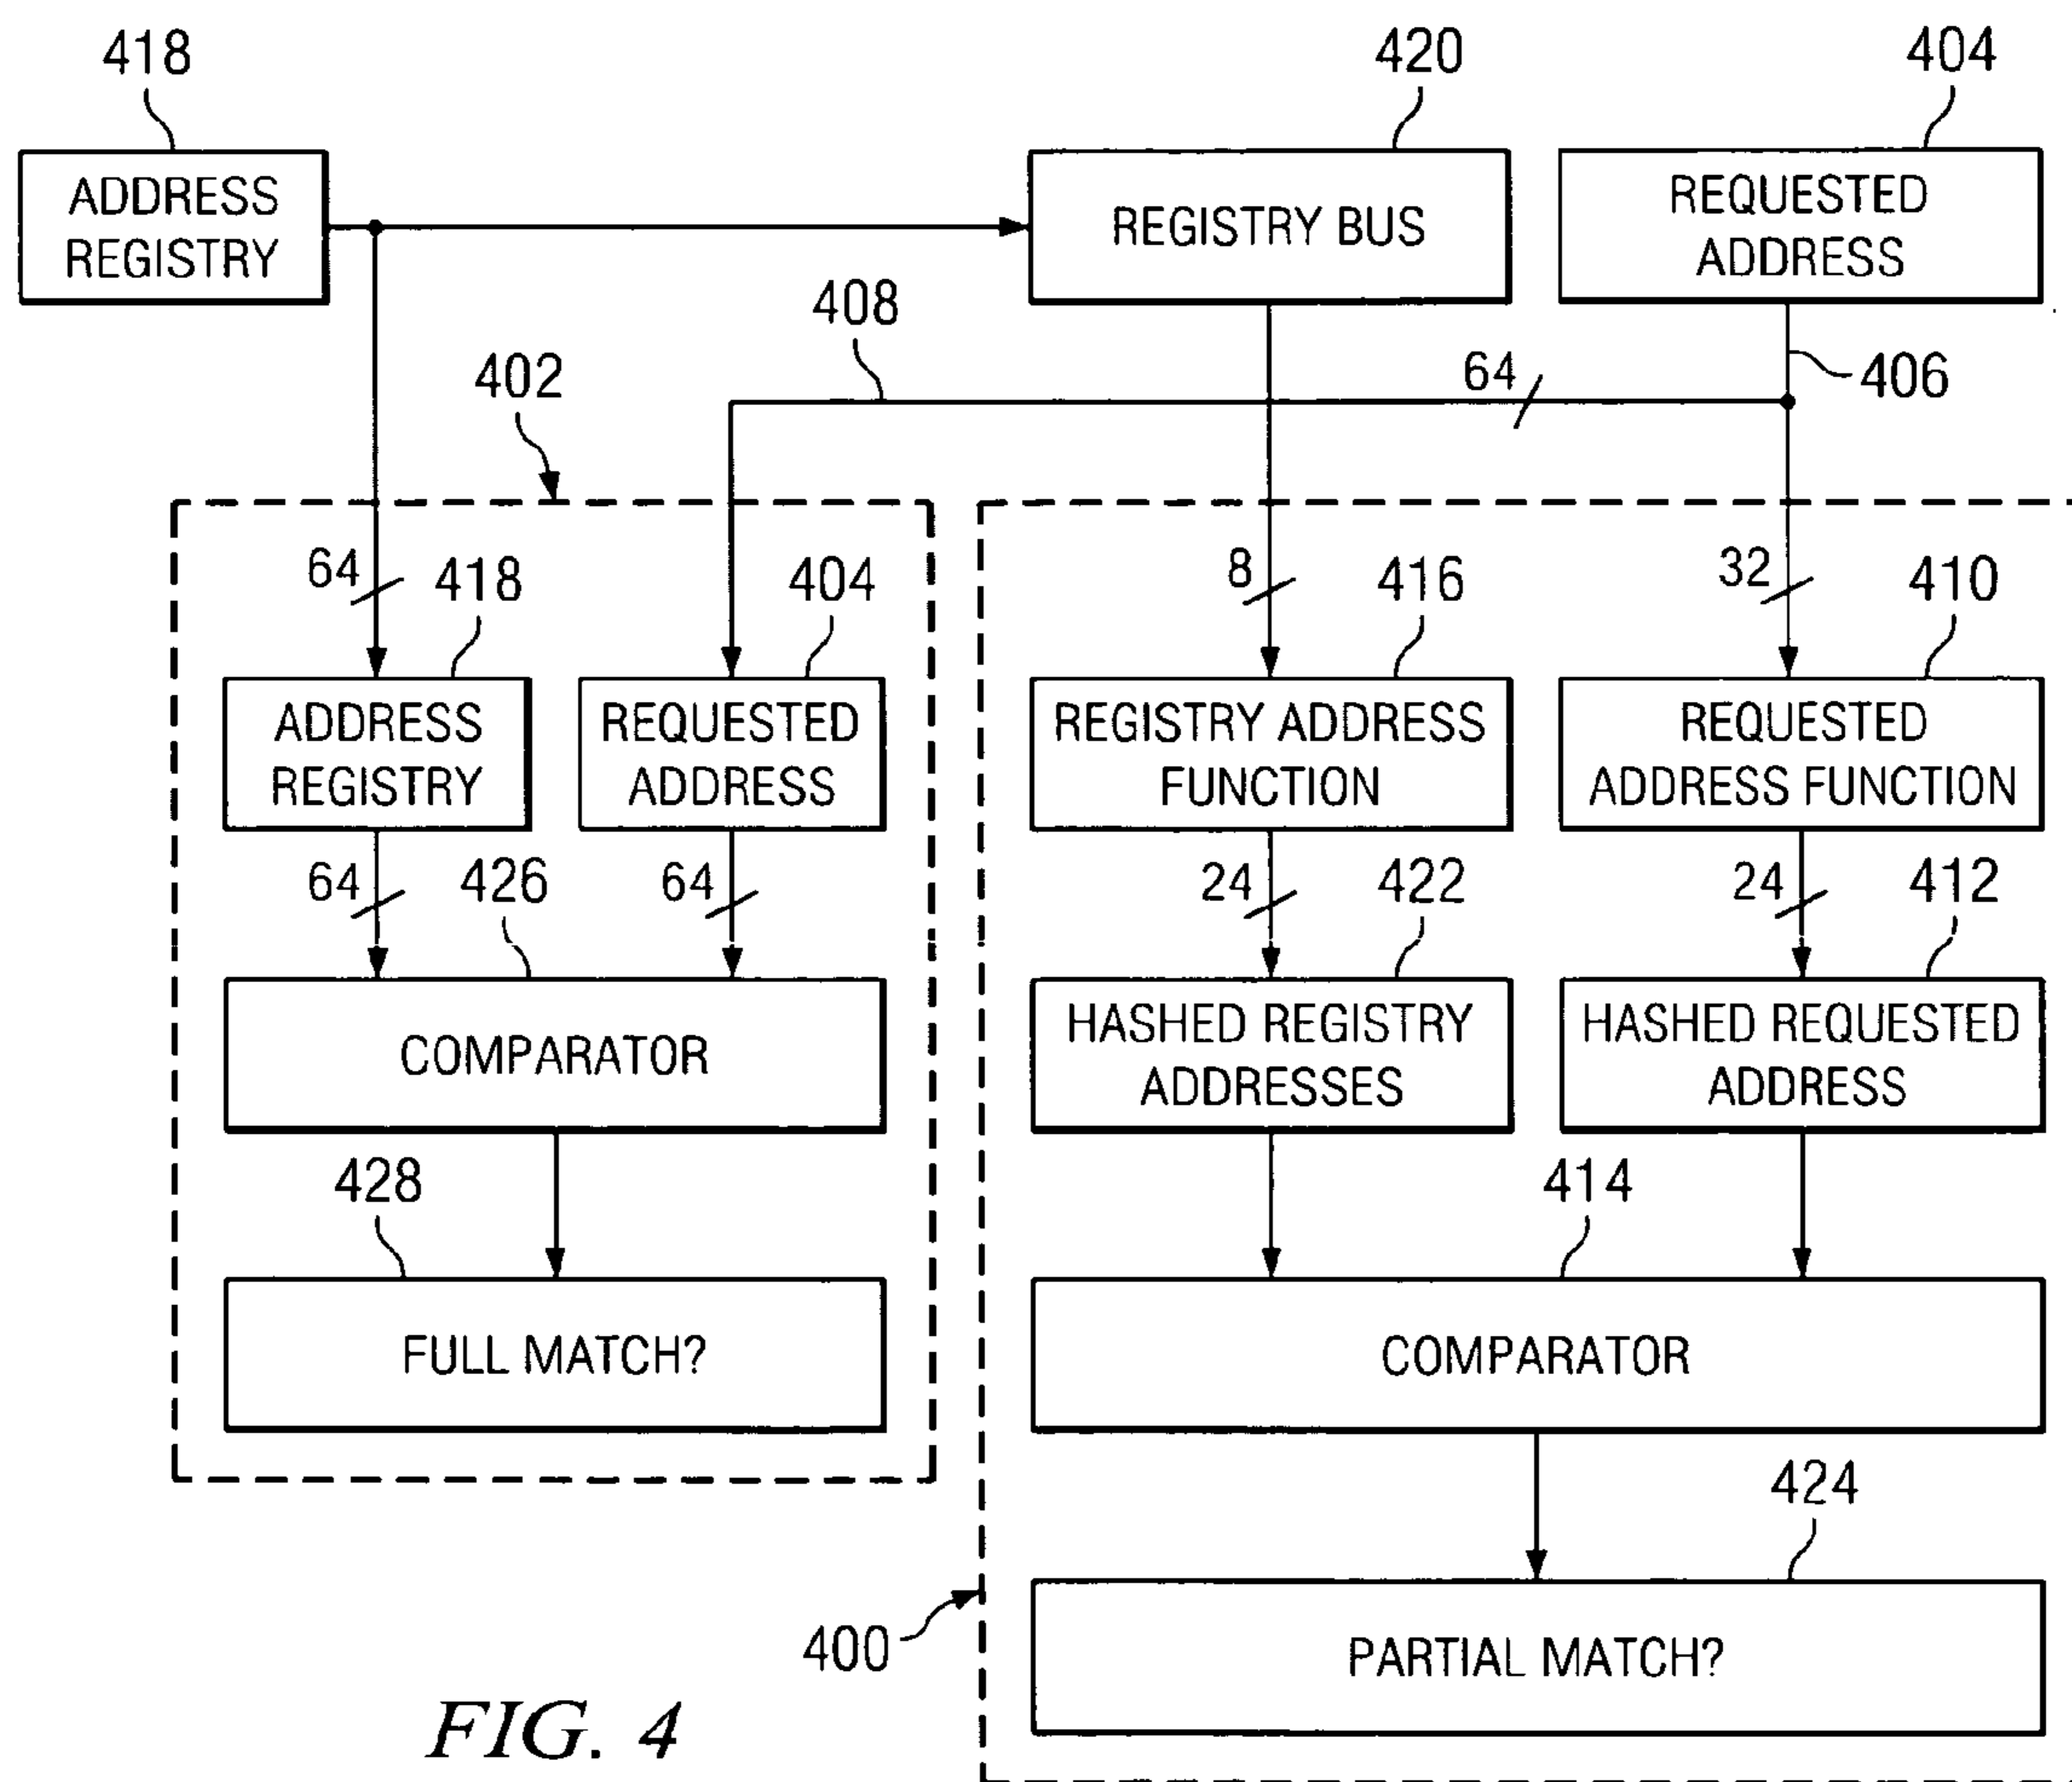 418
420
404
ADDRESS
REGISTRY
REGISTRY BUS
REQUESTED
ADDRESS
408
402
64
406
64
418
404
8
416
32
410
ADDRESS
REGISTRY
REQUESTED
ADDRESS
REGISTRY ADDRESS
FUNCTION
REQUESTED
ADDRESS FUNCTION
64
426
64
24
422
24
412
COMPARATOR
HASHED REGISTRY
ADDRESSES
HASHED REQUESTED
ADDRESS
428
414
FULL MATCH?
COMPARATOR
424
400
PARTIAL MATCH?
FIG. 4